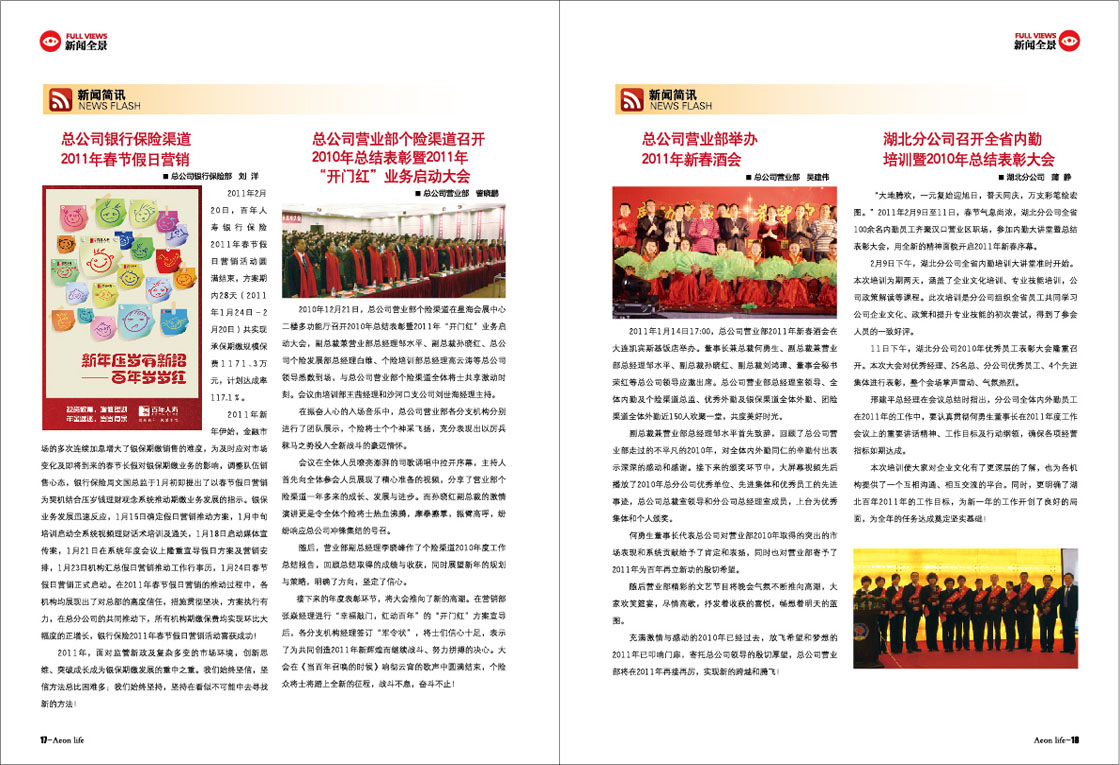 FULL VIEWS
新闻全景
新闻简讯
NEWS FLASH
总公司银行保险渠道
2011年春节假日营销
■ 总公司银行保险部 刘 洋
新年压岁有新招
——百年岁岁红
百年人寿
2011年2月
20日，百年人
寿银行保险
2011年春节假
日营销活动圆
满结束，方案期
内28天（2011
年1月24日－2
月20日）共实现
承保期缴规模保
费1171.3万
元，计划达成率
117.1％。
2011年新
年伊始，金融市
场的多次连续加息增大了银保期缴销售的难度，为及时应对市场
变化及即将到来的春节长假对银保期缴业务的影响，调整队伍销
售心态，银行保险周文国总监于1月初即提出了以春节假日营销
为契机结合压岁钱理财观念系统推动期缴业务发展的指示。银保
业务发展迅速反应，1月15日确定假日营销推动方案，1月中旬
培训启动全系统视频理财话术培训及通关，1月18日启动媒体宣
传案，1月21日在系统年度会议上隆重宣导假日方案及营销安
排，1月23日机构汇总假日营销推动工作行事历，1月24日春节
假日营销正式启动。在2011年春节假日营销的推动过程中，各
机构均展现出了对总部的高度信任，措施贯彻坚决，方案执行有
力，在总分公司的共同推动下，所有机构期缴保费均实现环比大
幅度的正增长，银行保险2011年春节假日营销活动喜获成功！
2011年，面对监管新政及复杂多变的市场环境，创新思
维、突破成长成为银保期缴发展的重中之重。我们始终坚信，坚
信方法总比困难多；我们始终坚持，坚持在看似不可能中去寻找
新的方法！
总公司营业部个险渠道召开
2010年总结表彰暨2011年
“开门红”业务启动大会
■ 总公司营业部 訾晓鹏
2010年12月21日，总公司营业部个险渠道在星海会展中心
二楼多功能厅召开2010年总结表彰暨2011年“开门红”业务启
动大会，副总裁兼营业部总经理邹水平、副总裁孙晓红、总公
司个险发展部总经理白维、个险培训部总经理高云涛等总公司
领导悉数到场，与总公司营业部个险渠道全体将士共享激动时
刻。会议由培训部王茜经理和沙河口支公司刘世海经理主持。
在振奋人心的入场音乐中，总公司营业部各分支机构分别
进行了团队展示，个险将士个个神采飞扬，充分表现出以厉兵
秣马之势投入全新战斗的豪迈情怀。
会议在全体人员嘹亮澎湃的司歌诵唱中拉开序幕，主持人
首先向全体参会人员展现了精心准备的视频，分享了营业部个
险渠道一年多来的成长、发展与进步。而孙晓红副总裁的激情
演讲更是令全体个险将士热血沸腾，摩拳擦掌，振臂高呼，纷
纷响应总公司冲锋集结的号召。
随后，营业部副总经理李晓峰作了个险渠道2010年度工作
总结报告，回顾总结取得的成绩与收获，同时展望新年的规划
与策略，明确了方向，坚定了信心。
接下来的年度表彰环节，将大会推向了新的高潮。在营销部
张焱经理进行“幸福敲门，红动百年”的“开门红”方案宣导
后，各分支机构经理签订“军令状”，将士们信心十足，表示
了为共同创造2011年新辉煌而继续战斗、努力拼搏的决心。大
会在《当百年召唤的时候》响彻云霄的歌声中圆满结束，个险
众将士将踏上全新的征程，战斗不息，奋斗不止！
17-Aeon life
FULL VIEWS
新闻全景
新闻简讯
NEWS FLASH
总公司营业部举办
2011年新春酒会
■ 总公司营业部 吴建伟
2011年1月14日17:00，总公司营业部2011年新春酒会在
大连凯宾斯基饭店举办。董事长兼总裁何勇生、副总裁兼营业
部总经理邹水平、副总裁孙晓红、副总裁刘鸿靖、董事会秘书
荣红等总公司领导应邀出席。总公司营业部总经理室领导、全
体内勤及个险渠道总监、优秀外勤及银保渠道全体外勤、团险
渠道全体外勤近150人欢聚一堂，共度美好时光。
副总裁兼营业部总经理邹水平首先致辞，回顾了总公司营
业部走过的不平凡的2010年，对全体内外勤同仁的辛勤付出表
示深深的感动和感谢。接下来的颁奖环节中，大屏幕视频先后
播放了2010年总分公司优秀单位、先进集体和优秀员工的先进
事迹，总公司总裁室领导和分公司总经理室成员，上台为优秀
集体和个人颁奖。
何勇生董事长代表总公司对营业部2010年取得的突出的市
场表现和系统贡献给予了肯定和表扬，同时也对营业部寄予了
2011年为百年再立新功的殷切希望。
随后营业部精彩的文艺节目将晚会气氛不断推向高潮，大
家欢笑盈室，尽情高歌，抒发着收获的喜悦，畅想着明天的蓝
图。
充满激情与感动的2010年已经过去，放飞希望和梦想的
2011年已叩响门扉，寄托总公司领导的殷切厚望，总公司营业
部将在2011年再接再厉，实现新的跨越和腾飞！
湖北分公司召开全省内勤
培训暨2010年总结表彰大会
■ 湖北分公司 蒲 静
“大地腾欢，一元复始迎旭日，普天同庆，万支彩笔绘宏
图。”2011年2月9日至11日，春节气息尚浓，湖北分公司全省
100余名内勤员工齐聚汉口营业区职场，参加内勤大讲堂暨总结
表彰大会，用全新的精神面貌开启2011年新春序幕。
2月9日下午，湖北分公司全省内勤培训大讲堂准时开始。
本次培训为期两天，涵盖了企业文化培训、专业技能培训，公
司政策解读等课程。此次培训是分公司组织全省员工共同学习
公司企业文化、政策和提升专业技能的初次尝试，得到了参会
人员的一致好评。
11日下午，湖北分公司2010年优秀员工表彰大会隆重召
开。本次大会对优秀经理、25名总、分公司优秀员工、4个先进
集体进行表彰，整个会场掌声雷动、气氛热烈。
邢建平总经理在会议总结时指出，分公司全体内外勤员工
在2011年的工作中，要认真贯彻何勇生董事长在2011年度工作
会议上的重要讲话精神、工作目标及行动纲领，确保各项经营
指标如期达成。
本次培训使大家对企业文化有了更深层的了解，也为各机
构提供了一个互相沟通、相互交流的平台。同时，更明确了湖
北百年2011年的工作目标，为新一年的工作开创了良好的局
面，为全年的任务达成奠定坚实基础！
Aeon life-18